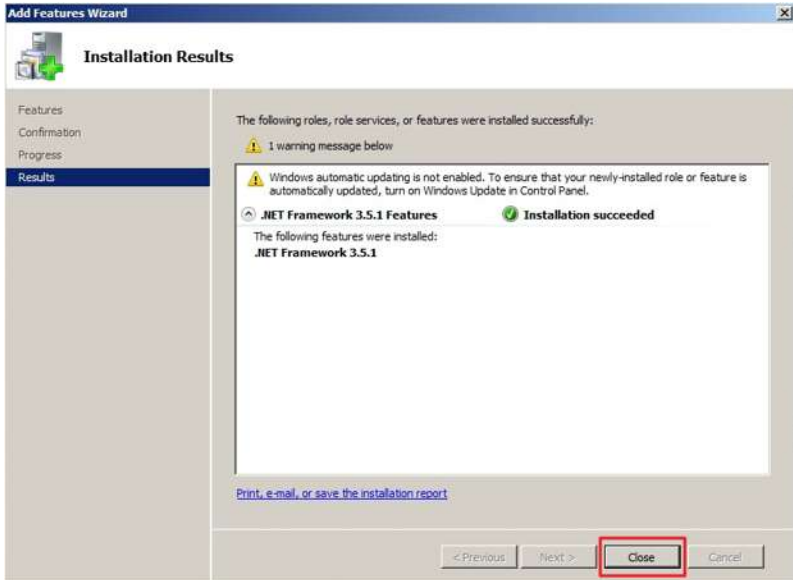 Add Features Wizard
Installation Results
Features
Confirmation
Progress
Results
The following roles, role services, or features were installed successfully:
1 warning message below
Windows automatic updating is not enabled. To ensure that your newly-installed role or feature is
automatically updated, turn on Windows Update in Control Panel.
.NET Framework 3.5.1 Features
Installation succeeded
The following features were installed:
.NET Framework 3.5.1
Print, e-mail, or save the installation report
< Previous
Next >
Close
Cancel